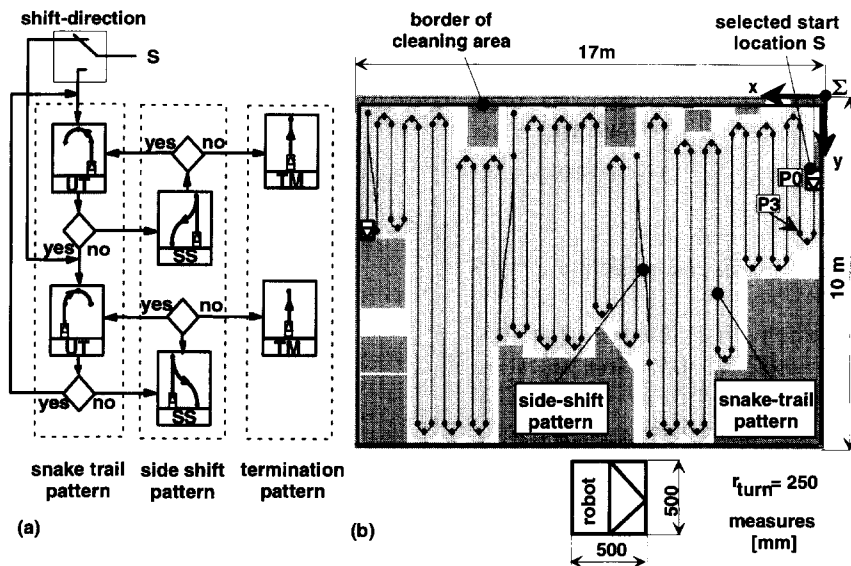 shift-direction
S
yes
no
UT
TM
yes
no
SS
yes
no
UT
TM
yes
no
SS
snake trail
pattern
side shift
pattern
termination
pattern
(a)
border of
cleaning area
selected start
location S
17m
x
Σ
y
P0
P3
10 m
side-shift
pattern
snake-trail
pattern
(b)
robot
500
500
rturn= 250
measures
[mm]